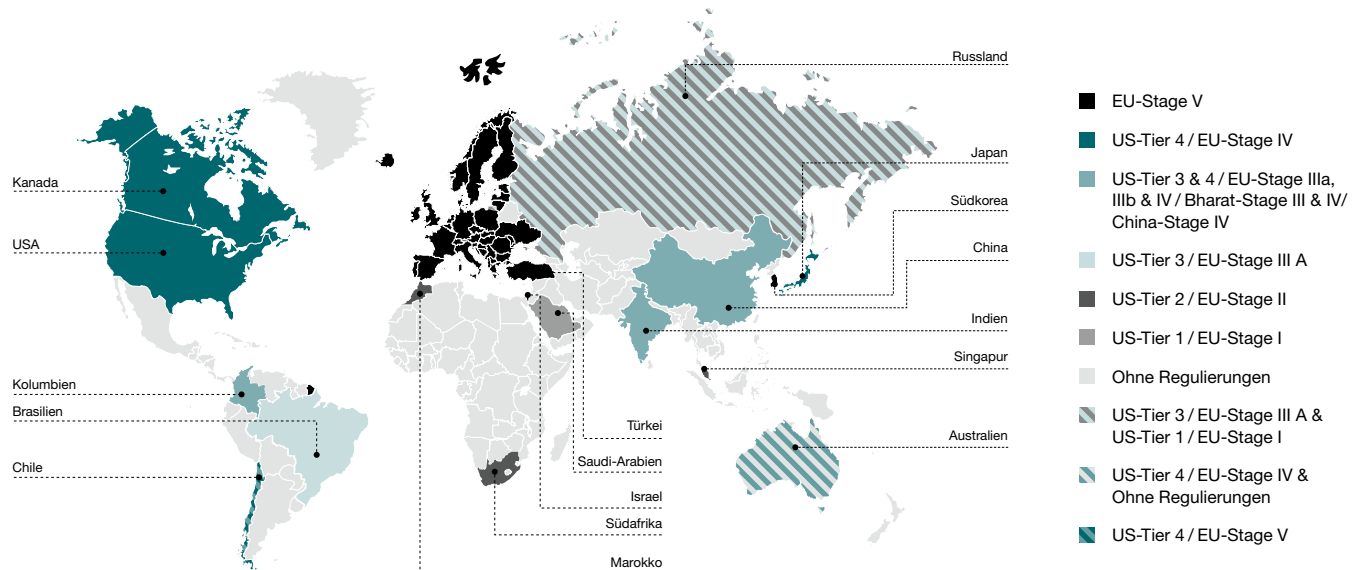 Kanada
USA
Kolumbien
Brasilien
Chile
Türkei
Saudi-Arabien
Israel
Südafrika
Marokko
Russland
Japan
Südkorea
China
Indien
Singapur
Australien
EU-Stage V
US-Tier 4 / EU-Stage IV
US-Tier 3 & 4 / EU-Stage IIIa,
IIIb & IV / Bharat-Stage III & IV/
China-Stage IV
US-Tier 3 / EU-Stage III A
US-Tier 2 / EU-Stage II
US-Tier 1 / EU-Stage I
Ohne Regulierungen
US-Tier 3 / EU-Stage III A &
US-Tier 1 / EU-Stage I
US-Tier 4 / EU-Stage IV &
Ohne Regulierungen
US-Tier 4 / EU-Stage V